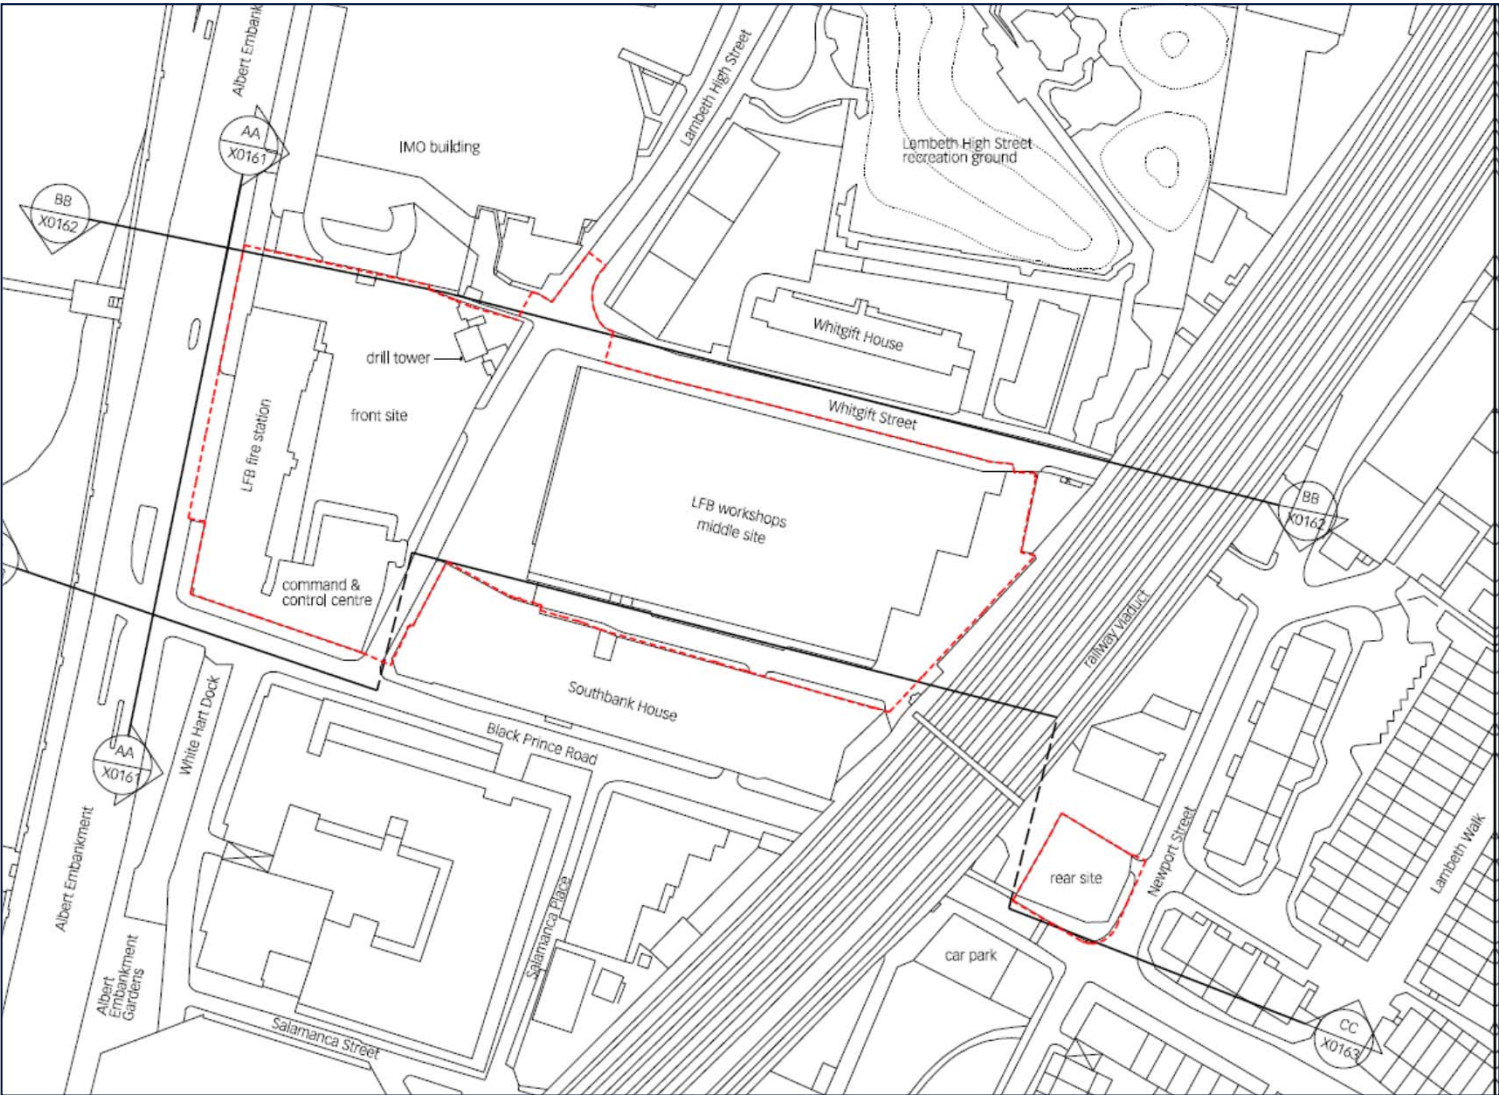 Albert Embank
Lambeth High Street
AA
X0161
IMO building
Lambeth High Street
recreation ground
BB
X0162
Whitgift House
drill tower
front site
Whitgift Street
LFB fire station
LFB workshops
middle site
BB
X0162
command &
control centre
railway viaduct
Southbank House
White Hart Dock
Black Prince Road
AA
X0161
Newport Street
Lambeth Walk
Albert Embankment
rear site
Salamanca Place
car park
Albert
Embankment
Gardens
Salamanca Street
CC
X0163